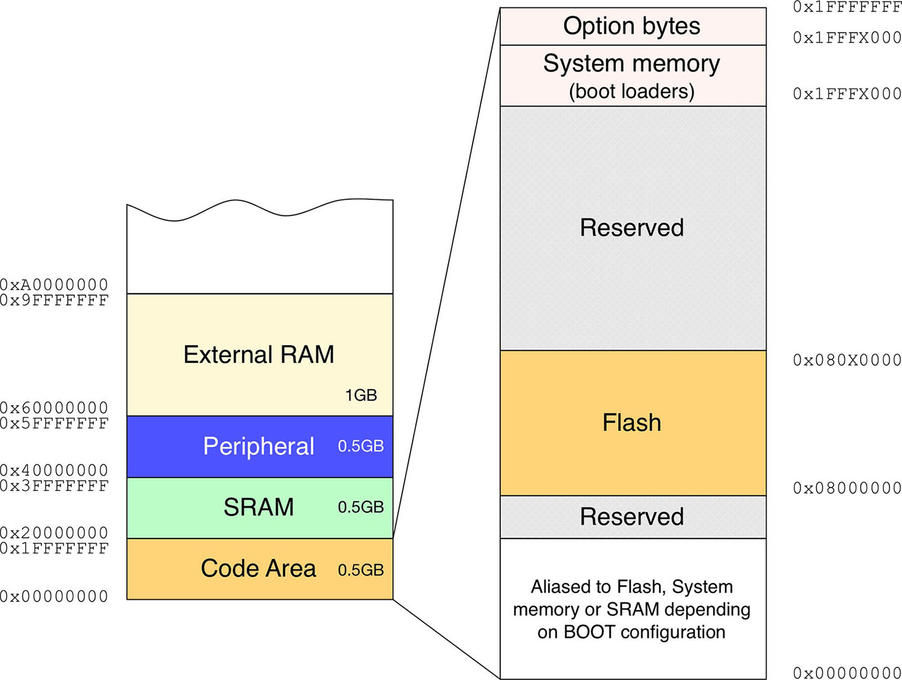 0x1FFFFFFF
Option bytes
0x1FFFX000
System memory
(boot loaders)
0x1FFFX000
Reserved
0xA0000000
0x9FFFFFFF
External RAM
1GB
0x080X0000
0x60000000
0x5FFFFFFF
Flash
Peripheral 0.5GB
0x40000000
0x3FFFFFFF
0x08000000
SRAM 0.5GB
Reserved
0x20000000
0x1FFFFFFF
Code Area 0.5GB
0x00000000
Aliased to Flash, System
memory or SRAM depending
on BOOT configuration
0x00000000